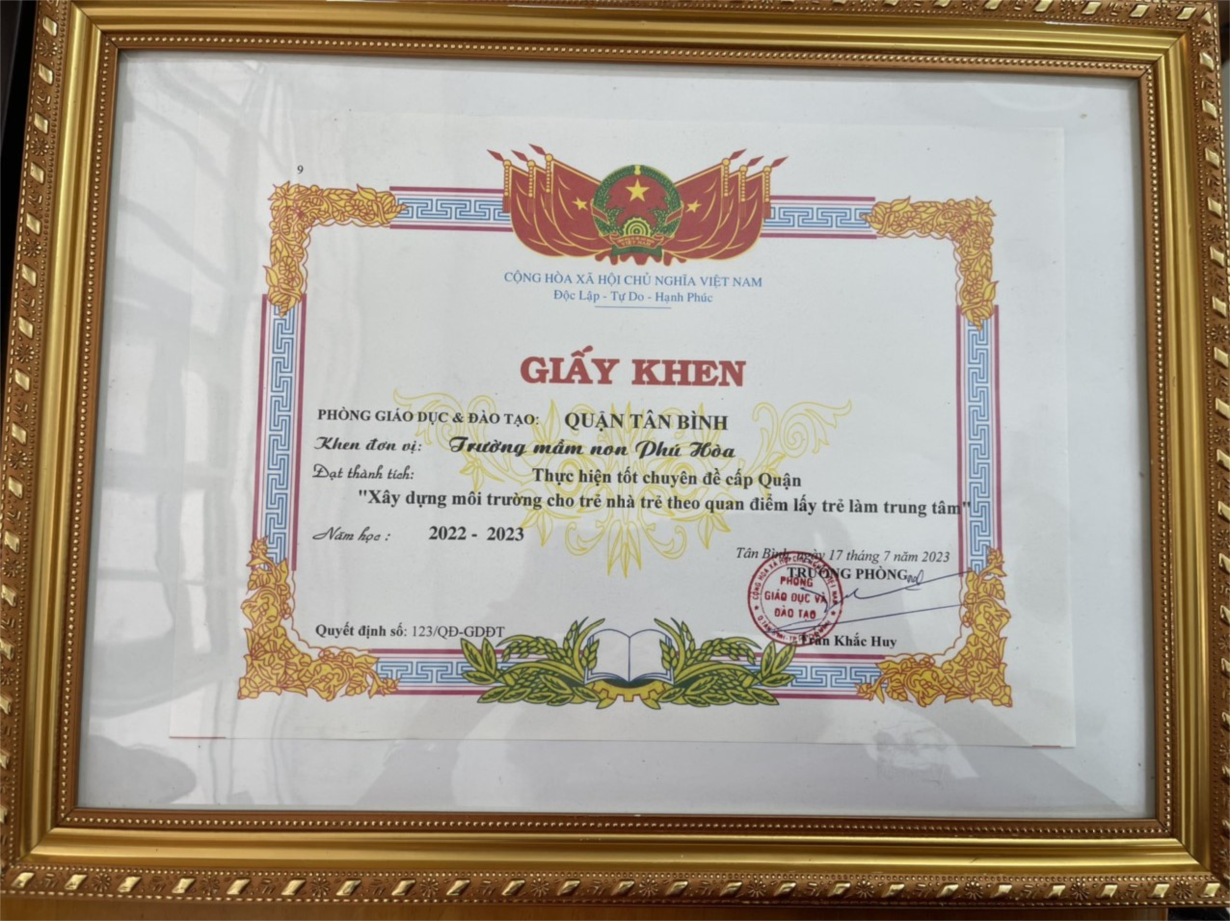 9
CỘNG HÒA XÃ HỘI CHỦ NGHĨA VIỆT NAM
Độc Lập - Tự Do - Hạnh Phúc
GIẤY KHEN
PHÒNG GIÁO DỤC & ĐÀO TẠO: QUẬN TÂN BÌNH
Khen đơn vị: Trường mầm non Phú Hòa
Đạt thành tích: Thực hiện tốt chuyên đề cấp Quận
"Xây dựng môi trường cho trẻ nhà trẻ theo quan điểm lấy trẻ làm trung tâm"
Năm học : 2022 - 2023
Tân Bình, ngày 17 tháng 7 năm 2023
TRƯỞNG PHÒNG
PHÒNG
GIÁO DỤC VÀ
ĐÀO TẠO
Trần Khắc Huy
Quyết định số: 123/QĐ-GDĐT